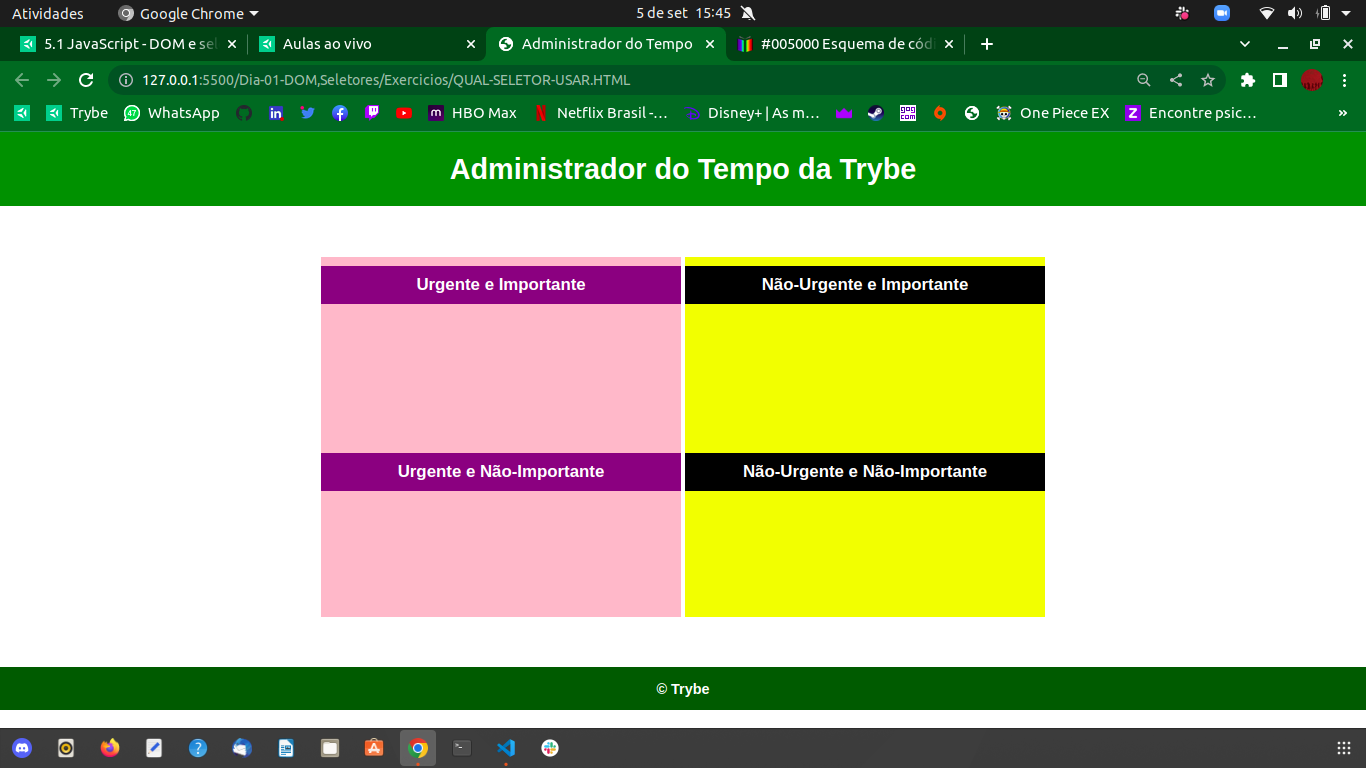 Atividades
Google Chrome
5 de set 15:45
5.1 JavaScript - DOM e sel
Aulas ao vivo
Administrador do Tempo
#005000 Esquema de códi
127.0.0.1:5500/Dia-01-DOM,Seletores/Exercicios/QUAL-SELETOR-USAR.HTML
Trybe
47
WhatsApp
HBO Max
Netflix Brasil -…
Disney+ | As m…
GOG
COM
One Piece EX
Z
Encontre psic…
»
Administrador do Tempo da Trybe
Urgente e Importante
Não-Urgente e Importante
Urgente e Não-Importante
Não-Urgente e Não-Importante
© Trybe